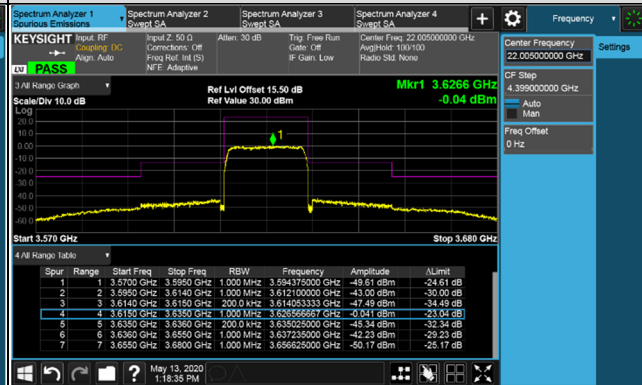 Spectrum Analyzer 1
Spurious Emissions
Spectrum Analyzer 2
Swept SA
Spectrum Analyzer 3
Swept SA
Spectrum Analyzer 4
Swept SA
+
Frequency
KEYSIGHT
Input: RF
Coupling: DC
Align: Auto
Input Z: 50 Ω
Corrections: Off
Freq Ref: Int (S)
NFE: Adaptive
Atten: 30 dB
Trig: Free Run
Gate: Off
IF Gain: Low
Center Freq: 22.005000000 GHz
Avg|Hold: 100/100
Radio Std: None
LXI
PASS
Center Frequency
22.005000000 GHz
Settings
CF Step
4.399000000 GHz
Auto
Man
Freq Offset
0 Hz
3 All Range Graph
Scale/Div 10.0 dB
Ref Lvl Offset 15.50 dB
Ref Value 30.00 dBm
Mkr1 3.6266 GHz
-0.04 dBm
Log
20.0
10.0
0.00
-10.0
-20.0
-30.0
-40.0
-50.0
-60.0
1
Start 3.570 GHz
Stop 3.680 GHz
4 All Range Table
Spur Range Start Freq Stop Freq RBW Frequency Amplitude ΔLimit
1 1 3.5700 GHz 3.5950 GHz 1.000 MHz 3.594375000 GHz -49.61 dBm -24.61 dB
2 2 3.5950 GHz 3.6140 GHz 1.000 MHz 3.612100000 GHz -43.00 dBm -30.00 dB
3 3 3.6140 GHz 3.6150 GHz 200.0 kHz 3.614053333 GHz -47.49 dBm -34.49 dB
4 4 3.6150 GHz 3.6350 GHz 1.000 MHz 3.626566667 GHz -0.041 dBm -23.04 dB
5 5 3.6350 GHz 3.6360 GHz 200.0 kHz 3.635025000 GHz -45.34 dBm -32.34 dB
6 6 3.6360 GHz 3.6550 GHz 1.000 MHz 3.637235000 GHz -42.23 dBm -29.23 dB
7 7 3.6550 GHz 3.6800 GHz 1.000 MHz 3.656625000 GHz -50.17 dBm -25.17 dB
?
May 13, 2020
1:18:35 PM